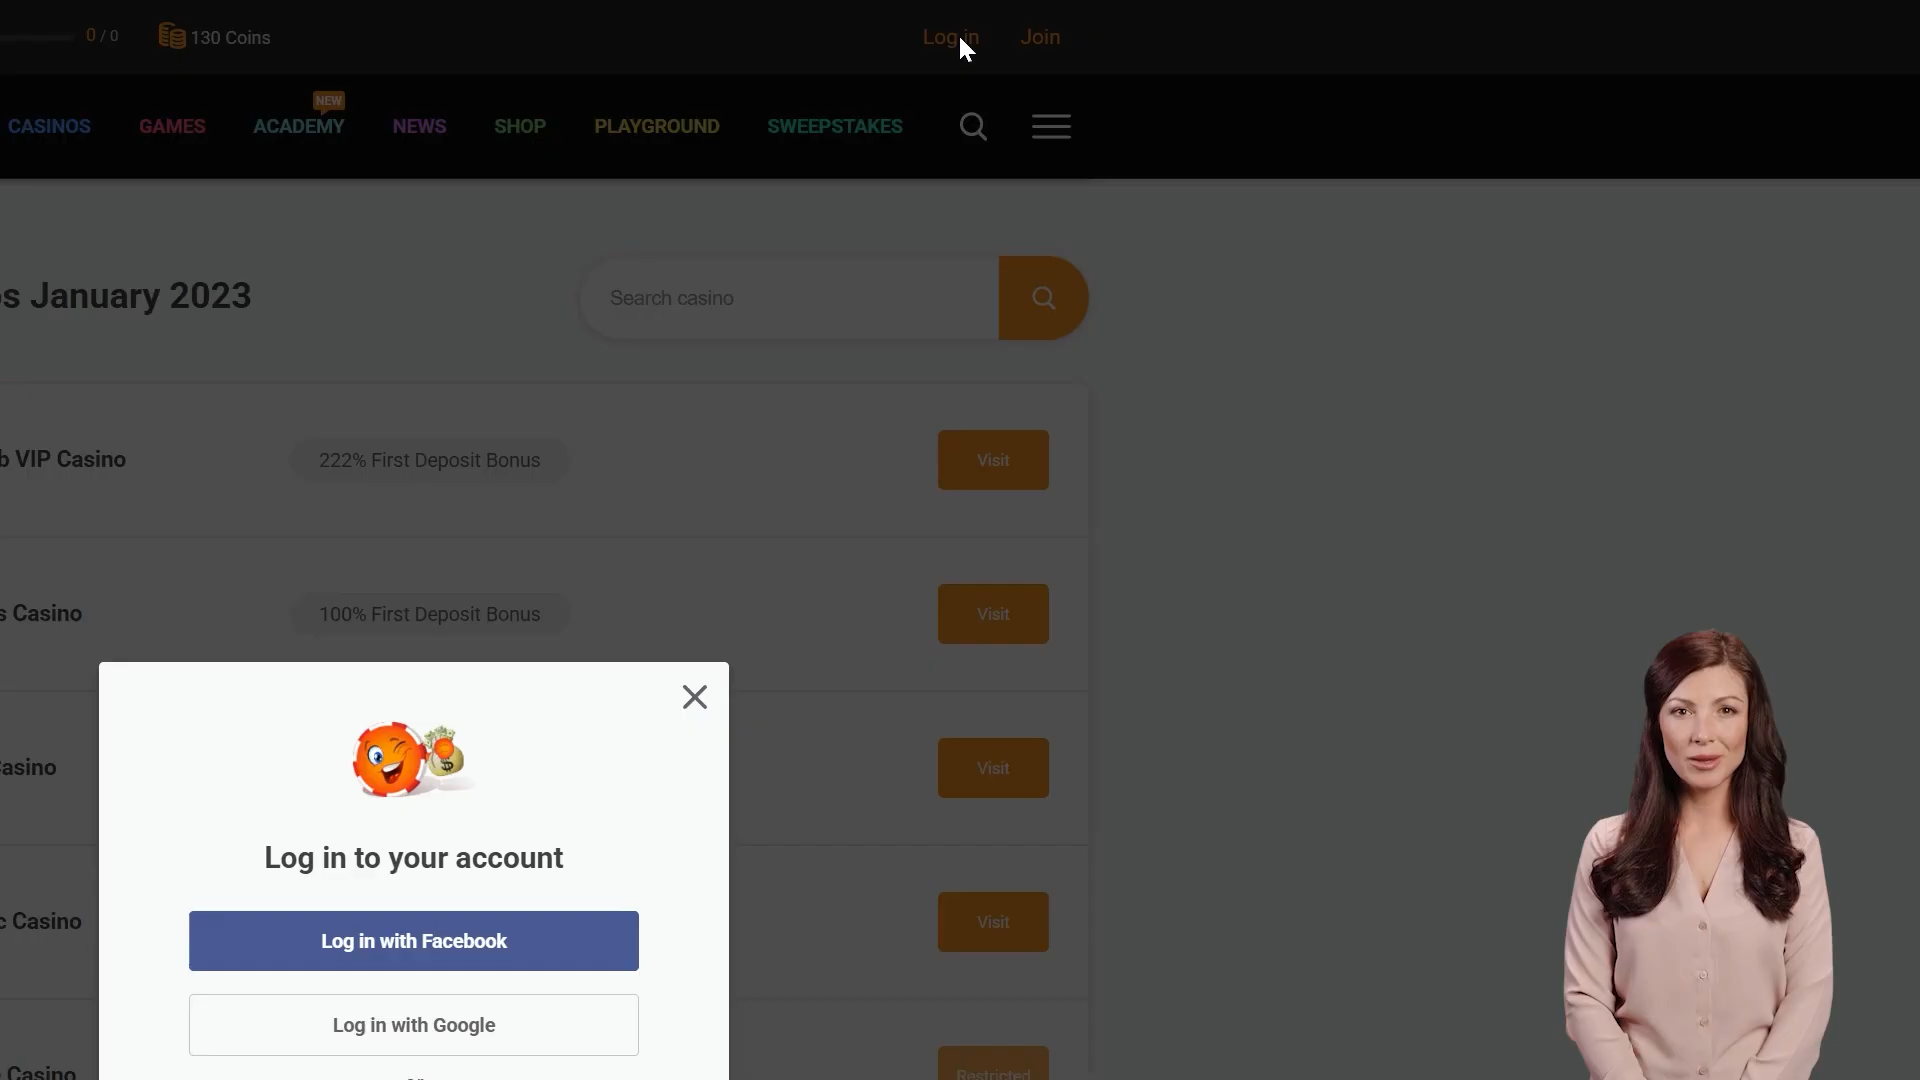 0 / 0
130 Coins
Log in
Join
NEW
CASINOS
GAMES
ACADEMY
NEWS
SHOP
PLAYGROUND
SWEEPSTAKES
s January 2023
Search casino
b VIP Casino
222% First Deposit Bonus
Visit
s Casino
100% First Deposit Bonus
Visit
Casino
Visit
c Casino
Visit
Casino
Restricted
Log in to your account
Log in with Facebook
Log in with Google